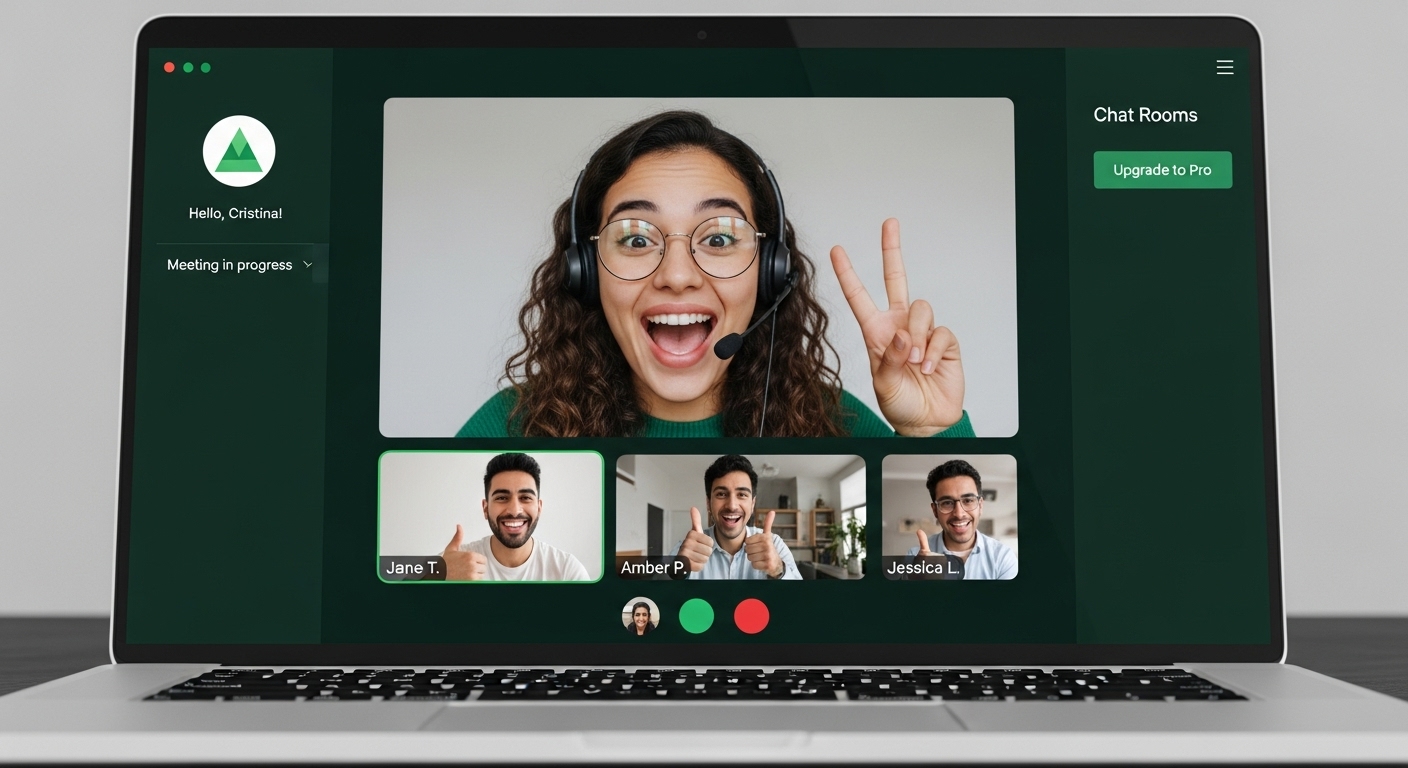 Hello, Cristina!
Meeting in progress
Jane T.
Amber P.
Jessica L.
Chat Rooms
Upgrade to Pro